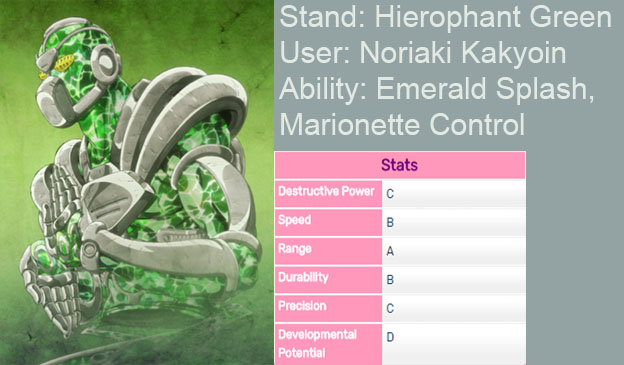 Stand: Hierophant Green
User: Noriaki Kakyoin
Ability: Emerald Splash,
Marionette Control
Stats
Destructive Power C
Speed B
Range A
Durability B
Precision C
Developmental D
Potential